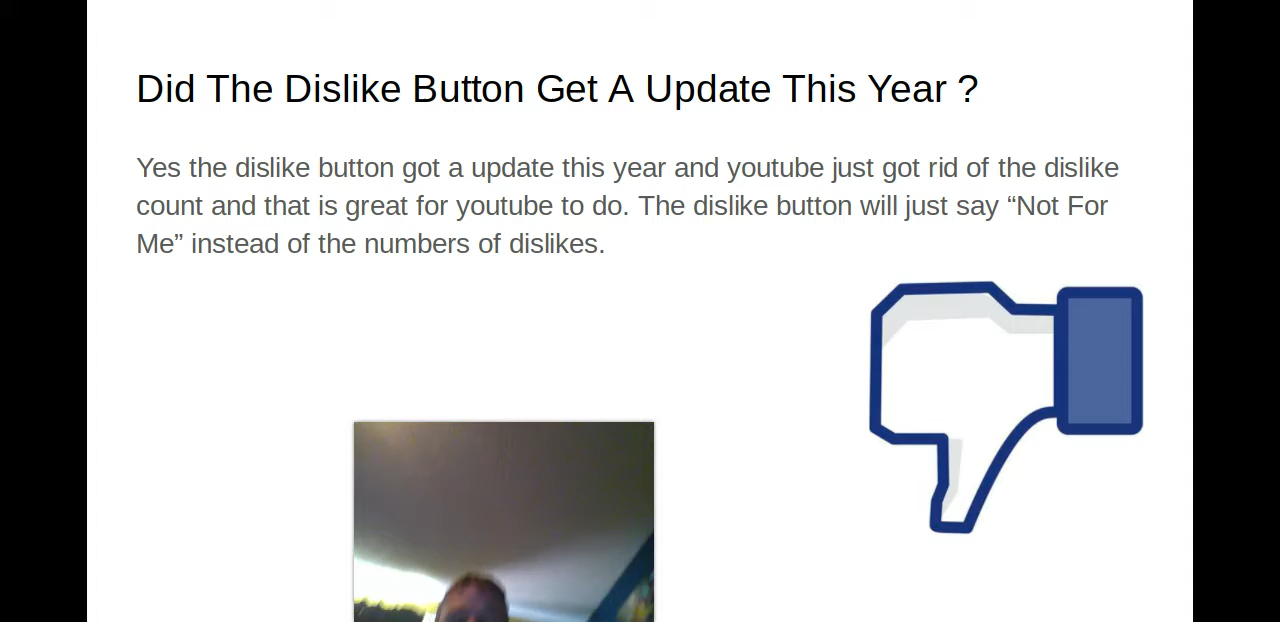 Did The Dislike Button Get A Update This Year ?
Yes the dislike button got a update this year and youtube just got rid of the dislike
count and that is great for youtube to do. The dislike button will just say “Not For
Me” instead of the numbers of dislikes.